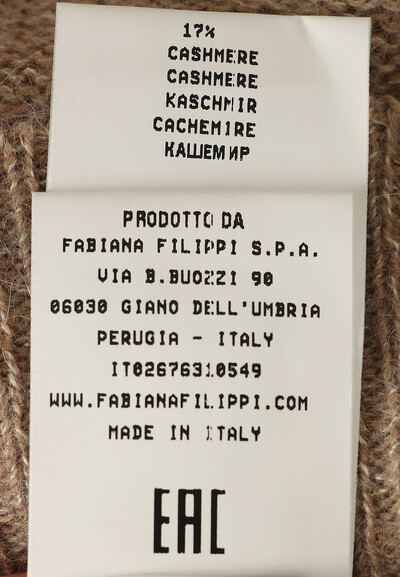 17%
CASHMERE
CASHMERE
KASCHMIR
CACHEMIRE
КАШЕМИР
PRODOTTO DA
FABIANA FILIPPI S.P.A.
VIA B.BUOZZI 90
06030 GIANO DELL'UMBRIA
PERUGIA - ITALY
IT02676310549
WWW.FABIANAFILIPPI.COM
MADE IN ITALY
EAC